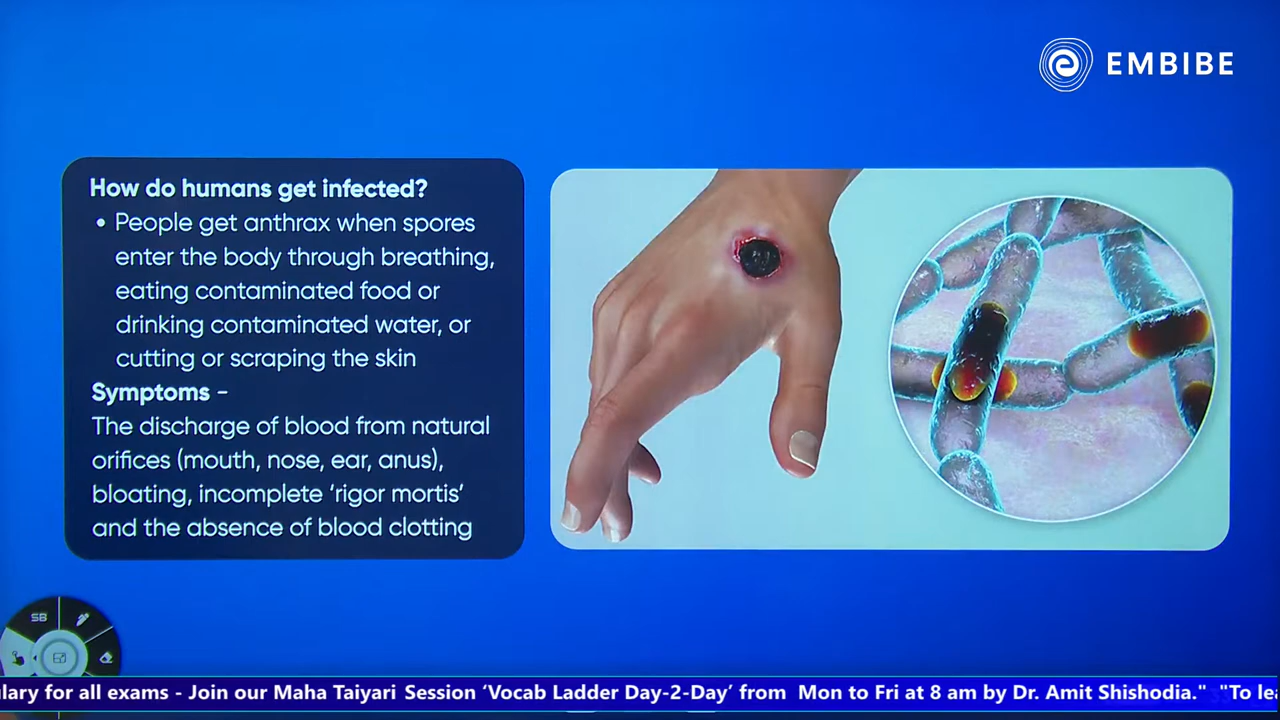 EMBIBE
How do humans get infected?
• People get anthrax when spores
enter the body through breathing,
eating contaminated food or
drinking contaminated water, or
cutting or scraping the skin
Symptoms –
The discharge of blood from natural
orifices (mouth, nose, ear, anus),
bloating, incomplete ‘rigor mortis’
and the absence of blood clotting
SB
lary for all exams - Join our Maha Taiyari Session ‘Vocab Ladder Day-2-Day’ from Mon to Fri at 8 am by Dr. Amit Shishodia." "To lea